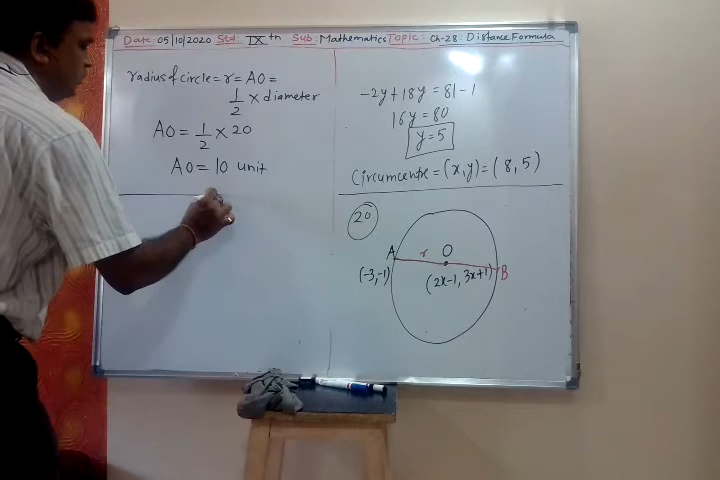 Date: 05/10/2020 Std: IX th Sub: Mathematics Topic: Ch-28: Distance Formula
radius of circle = r = AO =
1/2 × diameter
AO = 1/2 × 20
AO = 10 unit
-2y + 18y = 81 - 1
16y = 80
y = 5
Circumcentre = (x, y) = (8, 5)
20
A r O
(-3, -1) (2x-1, 3x+1) B